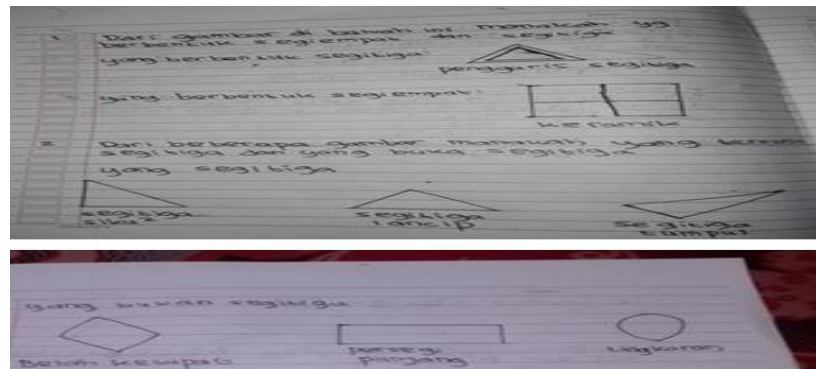 1. Dari gambar di bawah ini manakah yg
berbentuk segiempat dan segitiga
yang berbentuk segitiga:
penggaris segitiga
yang berbentuk segiempat:
keramik
2. Dari beberapa gambar manakah yang
segitiga dan yang buka segitiga
yang segitiga
segitiga segitiga segitiga
siku² lancip tumpul
yang bukan segitiga
Belah ketupat persegi lingkaran
panjang